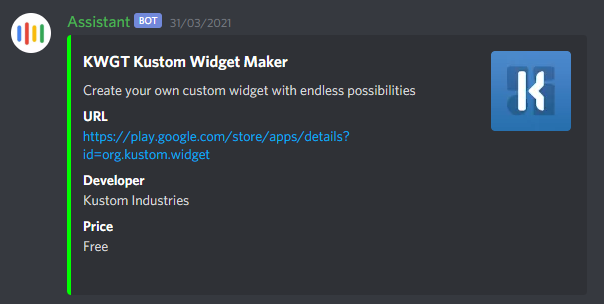 Assistant BOT 31/03/2021
KWGT Kustom Widget Maker
Create your own custom widget with endless possibilities
URL
https://play.google.com/store/apps/details?
id=org.kustom.widget
Developer
Kustom Industries
Price
Free
K